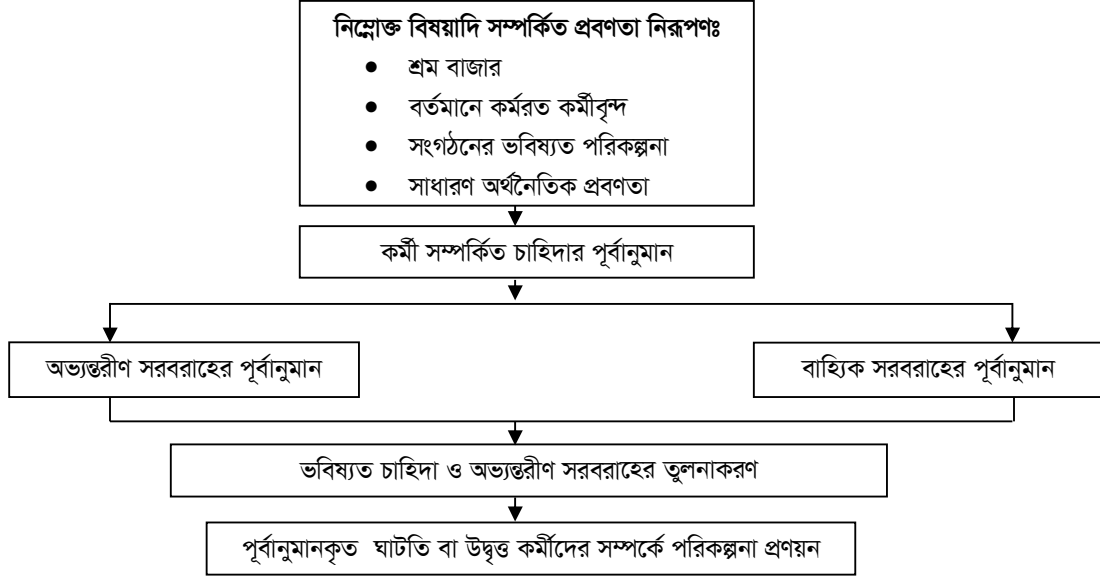 নিম্নোক্ত বিষয়াদি সম্পর্কিত প্রবণতা নিরূপণঃ
● শ্রম বাজার
● বর্তমানে কর্মরত কর্মীবৃন্দ
● সংগঠনের ভবিষ্যত পরিকল্পনা
● সাধারণ অর্থনৈতিক প্রবণতা
কর্মী সম্পর্কিত চাহিদার পূর্বানুমান
অভ্যন্তরীণ সরবরাহের পূর্বানুমান
বাহ্যিক সরবরাহের পূর্বানুমান
ভবিষ্যত চাহিদা ও অভ্যন্তরীণ সরবরাহের তুলনাকরণ
পূর্বানুমানকৃত ঘাটতি বা উদ্বৃত্ত কর্মীদের সম্পর্কে পরিকল্পনা প্রণয়ন